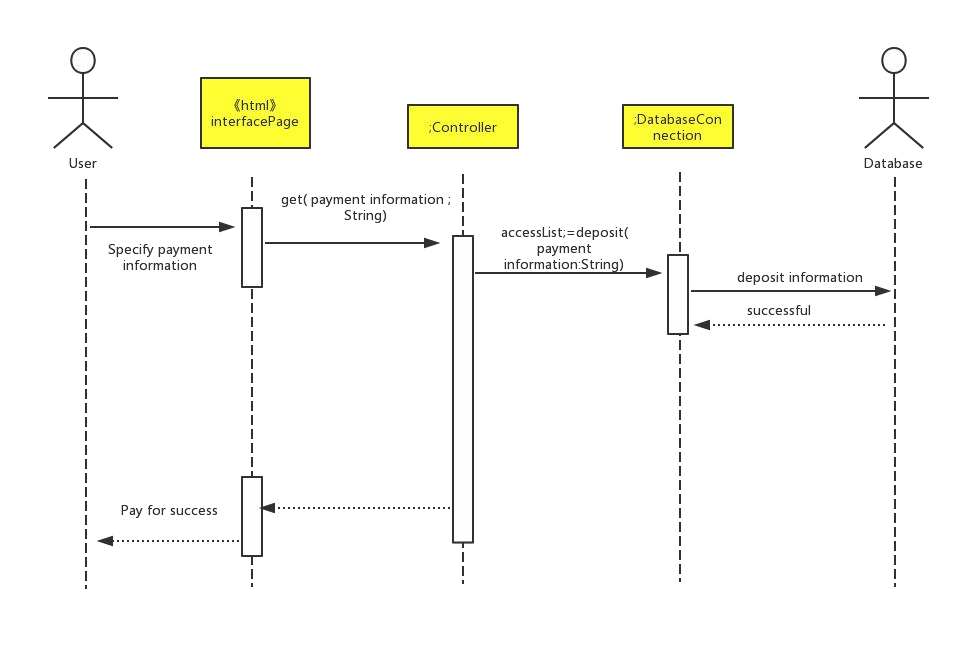 《html》
interfacePage
;Controller
;DatabaseCon
nection
User
Database
get( payment information ;
String)
Specify payment
information
accessList;=deposit(
payment
information:String)
deposit information
successful
Pay for success